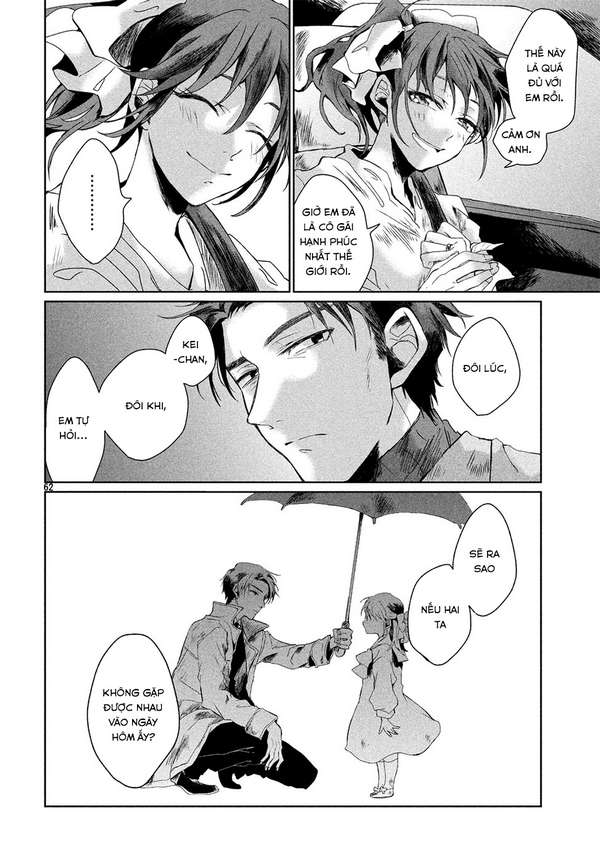 THẾ NÀY
LÀ QUÁ
ĐỦ VỚI
EM RỒI.
CẢM ƠN
ANH.
GIỜ EM ĐÃ
LÀ CÔ GÁI
HẠNH PHÚC
NHẤT THẾ
GIỚI RỒI.
.........
ĐÔI LÚC,
KEI
-CHAN,
ĐÔI KHI,
EM TỰ
HỎI...
62
SẼ RA
SAO
NẾU HAI
TA
KHÔNG GẶP
ĐƯỢC NHAU
VÀO NGÀY
HÔM ẤY?